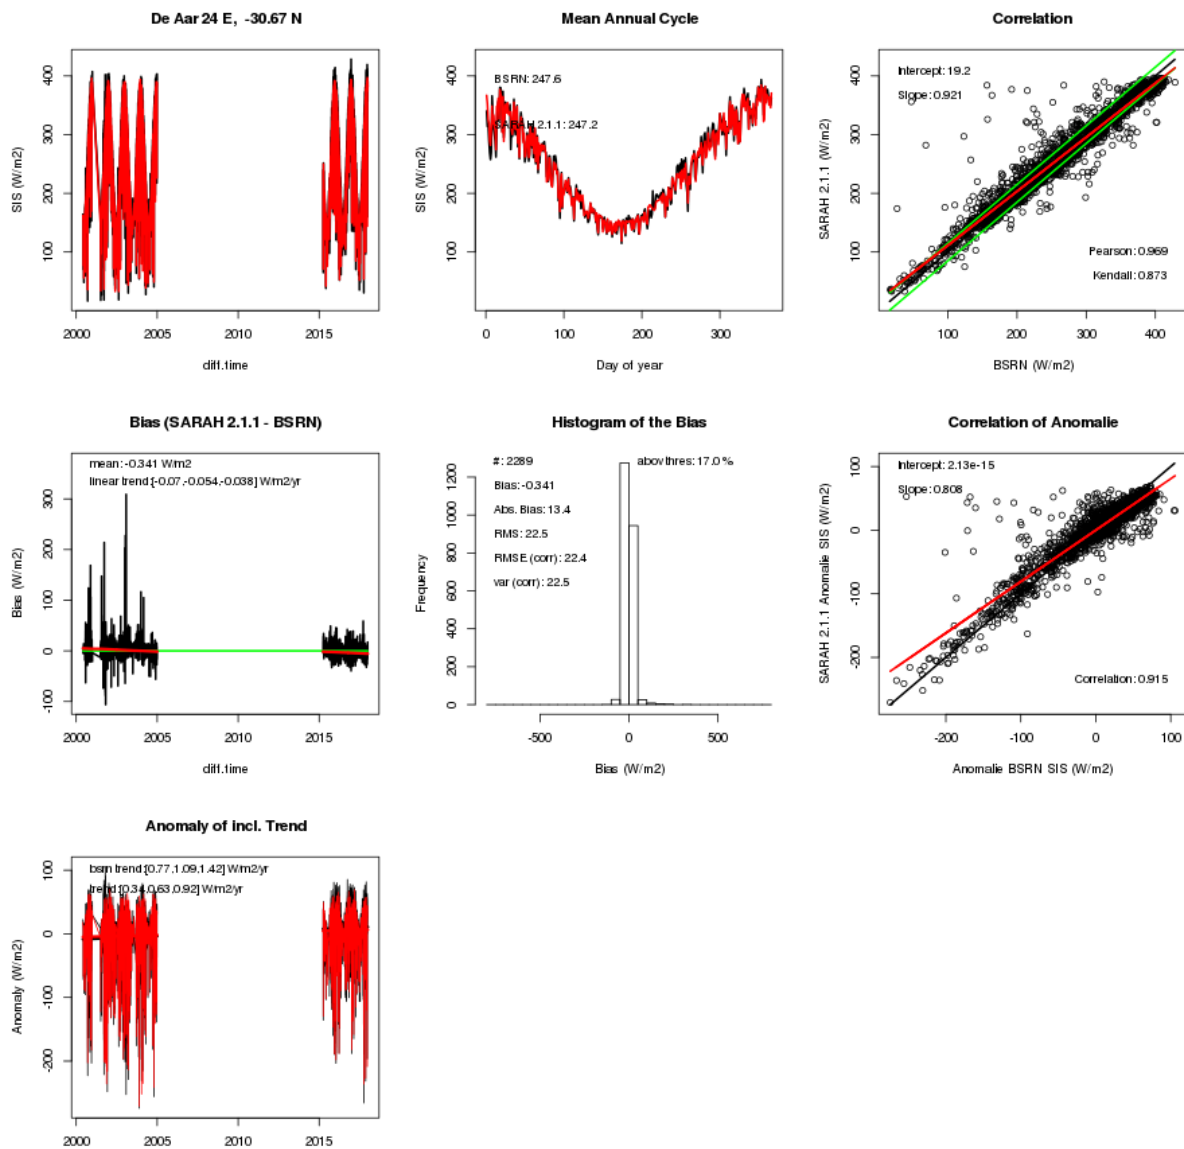 De Aar 24 E, -30.67 N
SIS (W/m2)
400
300
200
100
2000
2005
2010
2015
diff.time
Mean Annual Cycle
BSRN: 247.6
SARAH 2.1.1: 247.2
SIS (W/m2)
400
300
200
100
0
100
200
300
Day of year
Correlation
Intercept: 19.2
Slope: 0.921
Pearson: 0.969
Kendall: 0.873
SARAH 2.1.1 (W/m2)
400
300
200
100
100
200
300
400
BSRN (W/m2)
Bias (SARAH 2.1.1 - BSRN)
mean: -0.341 W/m2
linear trend:[-0.07,-0.054,-0.038] W/m2/yr
Bias (W/m2)
300
200
100
0
-100
2000
2005
2010
2015
diff.time
Histogram of the Bias
#: 2289
abovthres: 17.0 %
Bias: -0.341
Abs. Bias: 13.4
RMS: 22.5
RMSE (corr): 22.4
var (corr): 22.5
Frequency
1200
1000
800
600
400
200
0
-500
0
500
Bias (W/m2)
Correlation of Anomalie
Intercept: 2.13e-15
Slope: 0.808
Correlation: 0.915
SARAH 2.1.1 Anomalie SIS (W/m2)
100
0
-100
-200
-200
-100
0
100
Anomalie BSRN SIS (W/m2)
Anomaly of incl. Trend
bsrn trend:[0.77,1.09,1.42] W/m2/yr
trend:[0.34,0.63,0.92] W/m2/yr
Anomaly (W/m2)
100
0
-100
-200
2000
2005
2010
2015